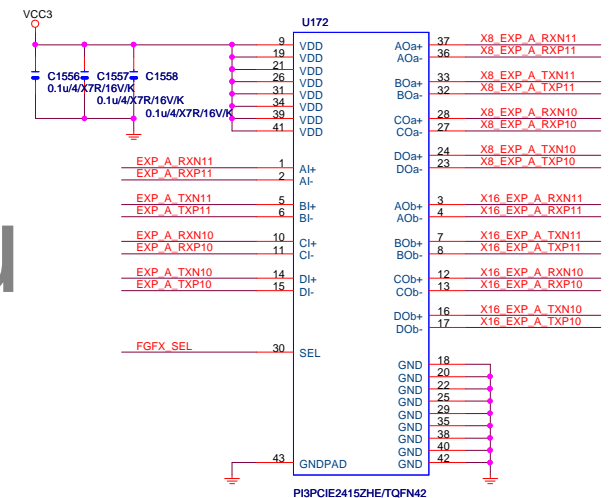 VCC3
U172
C1556 C1557 C1558
0.1u/4/X7R/16V/K
0.1u/4/X7R/16V/K
0.1u/4/X7R/16V/K
9 VDD
19 VDD
21 VDD
26 VDD
31 VDD
34 VDD
39 VDD
41 VDD
EXP_A_RXN11 1 AI+
EXP_A_RXP11 2 AI-
EXP_A_TXN11 5 BI+
EXP_A_TXP11 6 BI-
EXP_A_RXN10 10 CI+
EXP_A_RXP10 11 CI-
EXP_A_TXN10 14 DI+
EXP_A_TXP10 15 DI-
FGFX_SEL 30 SEL
43 GNDPAD
AOa+ 37 X8_EXP_A_RXN11
AOa- 36 X8_EXP_A_RXP11
BOa+ 33 X8_EXP_A_TXN11
BOa- 32 X8_EXP_A_TXP11
COa+ 28 X8_EXP_A_RXN10
COa- 27 X8_EXP_A_RXP10
DOa+ 24 X8_EXP_A_TXN10
DOa- 23 X8_EXP_A_TXP10
AOb+ 3 X16_EXP_A_RXN11
AOb- 4 X16_EXP_A_RXP11
BOb+ 7 X16_EXP_A_TXN11
BOb- 8 X16_EXP_A_TXP11
COb+ 12 X16_EXP_A_RXN10
COb- 13 X16_EXP_A_RXP10
DOb+ 16 X16_EXP_A_TXN10
DOb- 17 X16_EXP_A_TXP10
GND 18
GND 20
GND 22
GND 25
GND 29
GND 35
GND 38
GND 40
GND 42
PI3PCIE2415ZHE/TQFN42